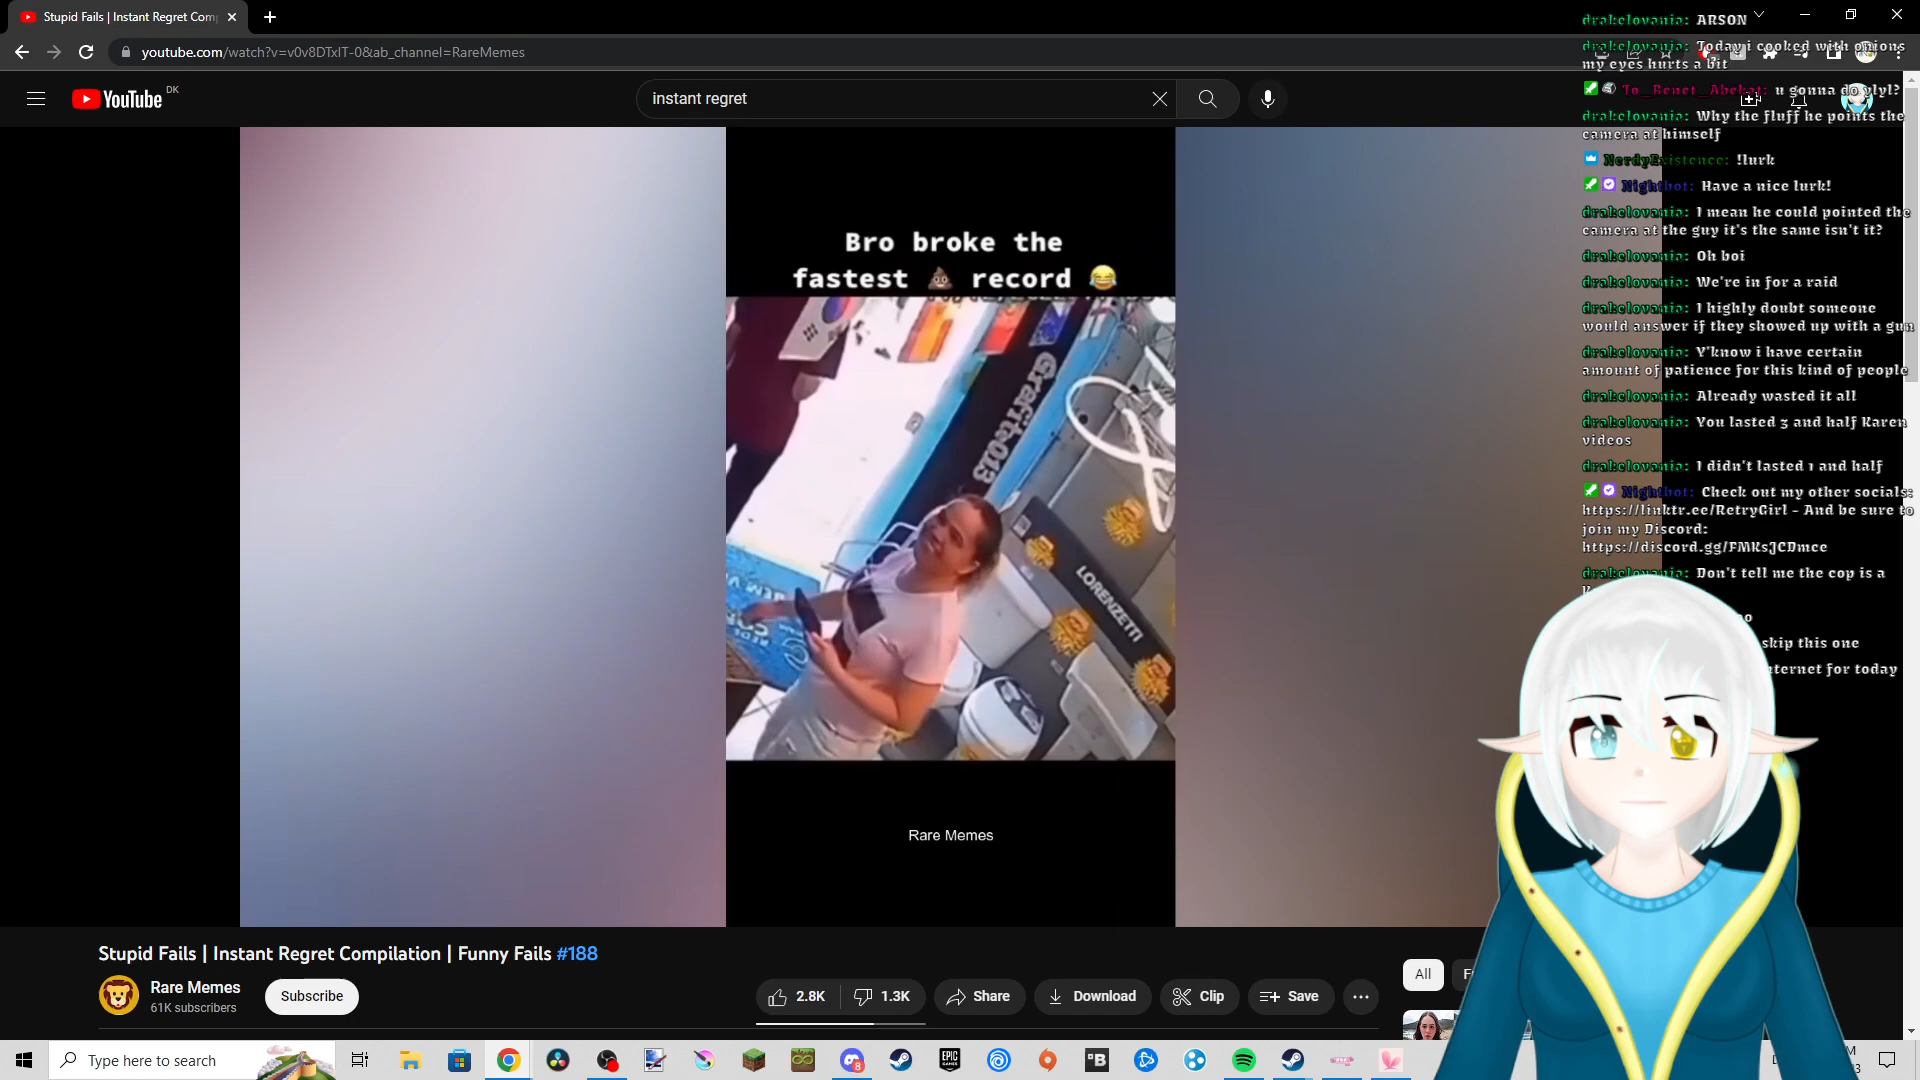 Stupid Fails | Instant Regret Com
youtube.com/watch?v=v0v8DTxIT-0&ab_channel=RareMemes
YouTube DK
instant regret
Bro broke the
fastest 💩 record 😂
Grafite013
LORENZETTI
Rare Memes
Stupid Fails | Instant Regret Compilation | Funny Fails #188
Rare Memes
61K subscribers
Subscribe
2.8K
1.3K
Share
Download
Clip
Save
All
drakelovania: ARSON
drakelovania: Today i cooked with onions
my eyes hurts a bit
u gonna do ylyl?
drakelovania: Why the fluff he points the
camera at himself
NerdyExistence: !lurk
Nightbot: Have a nice lurk!
drakelovania: I mean he could pointed the
camera at the guy it's the same isn't it?
drakelovania: Oh boi
drakelovania: We're in for a raid
drakelovania: I highly doubt someone
would answer if they showed up with a gun
drakelovania: Y'know i have certain
amount of patience for this kind of people
drakelovania: Already wasted it all
drakelovania: You lasted 3 and half Karen
videos
drakelovania: I didn't lasted 1 and half
Nightbot: Check out my other socials:
https://linktr.ee/RetryGirl - And be sure to
join my Discord:
https://discord.gg/FMKsJCDmce
drakelovania: Don't tell me the cop is a
skip this one
for today
Type here to search
EPIC GAMES
8